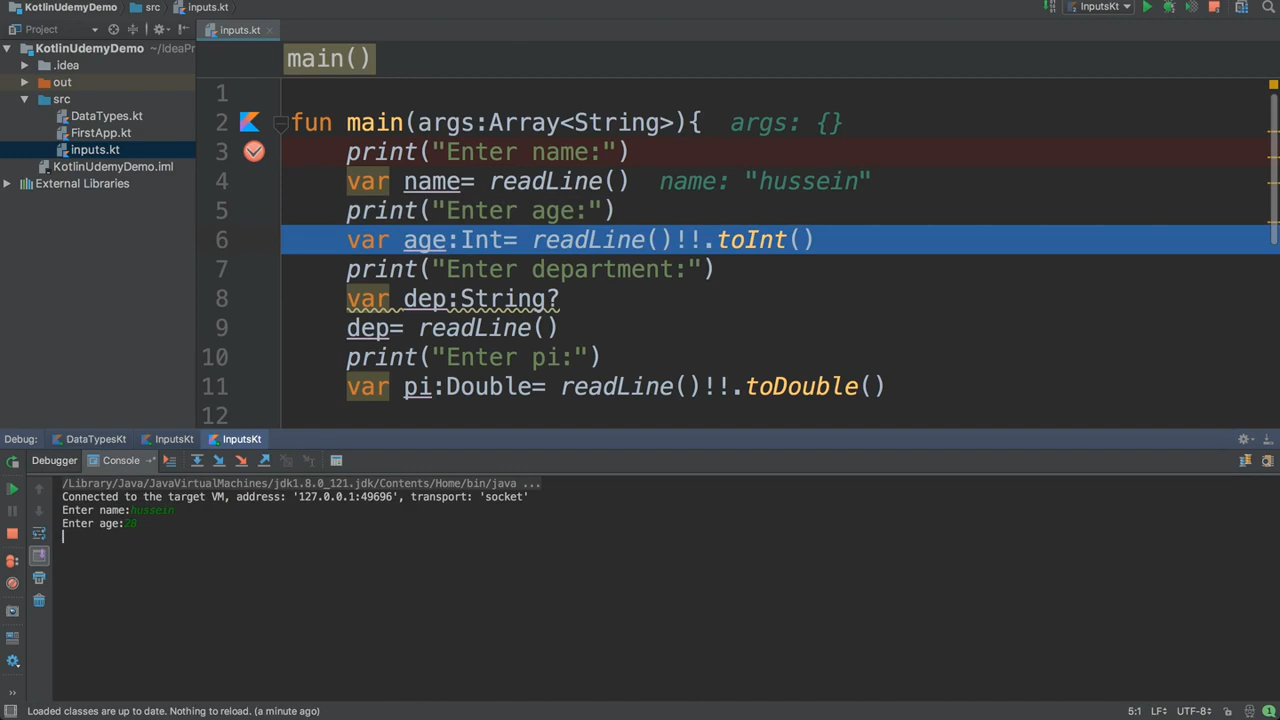 KotlinUdemyDemo src inputs.kt
InputsKt
Project
inputs.kt
KotlinUdemyDemo ~/IdeaPr
.idea
out
src
DataTypes.kt
FirstApp.kt
inputs.kt
KotlinUdemyDemo.iml
External Libraries
main()
1
2 fun main(args:Array<String>){ args: {}
3 print("Enter name:")
4 var name= readLine() name: "hussein"
5 print("Enter age:")
6 var age:Int= readLine()!!.toInt()
7 print("Enter department:")
8 var dep:String?
9 dep= readLine()
10 print("Enter pi:")
11 var pi:Double= readLine()!!.toDouble()
12
Debug: DataTypesKt InputsKt InputsKt
Debugger Console
/Library/Java/JavaVirtualMachines/jdk1.8.0_121.jdk/Contents/Home/bin/java ...
Connected to the target VM, address: '127.0.0.1:49696', transport: 'socket'
Enter name:hussein
Enter age:28
Loaded classes are up to date. Nothing to reload. (a minute ago) 5:1 LF UTF-8 1